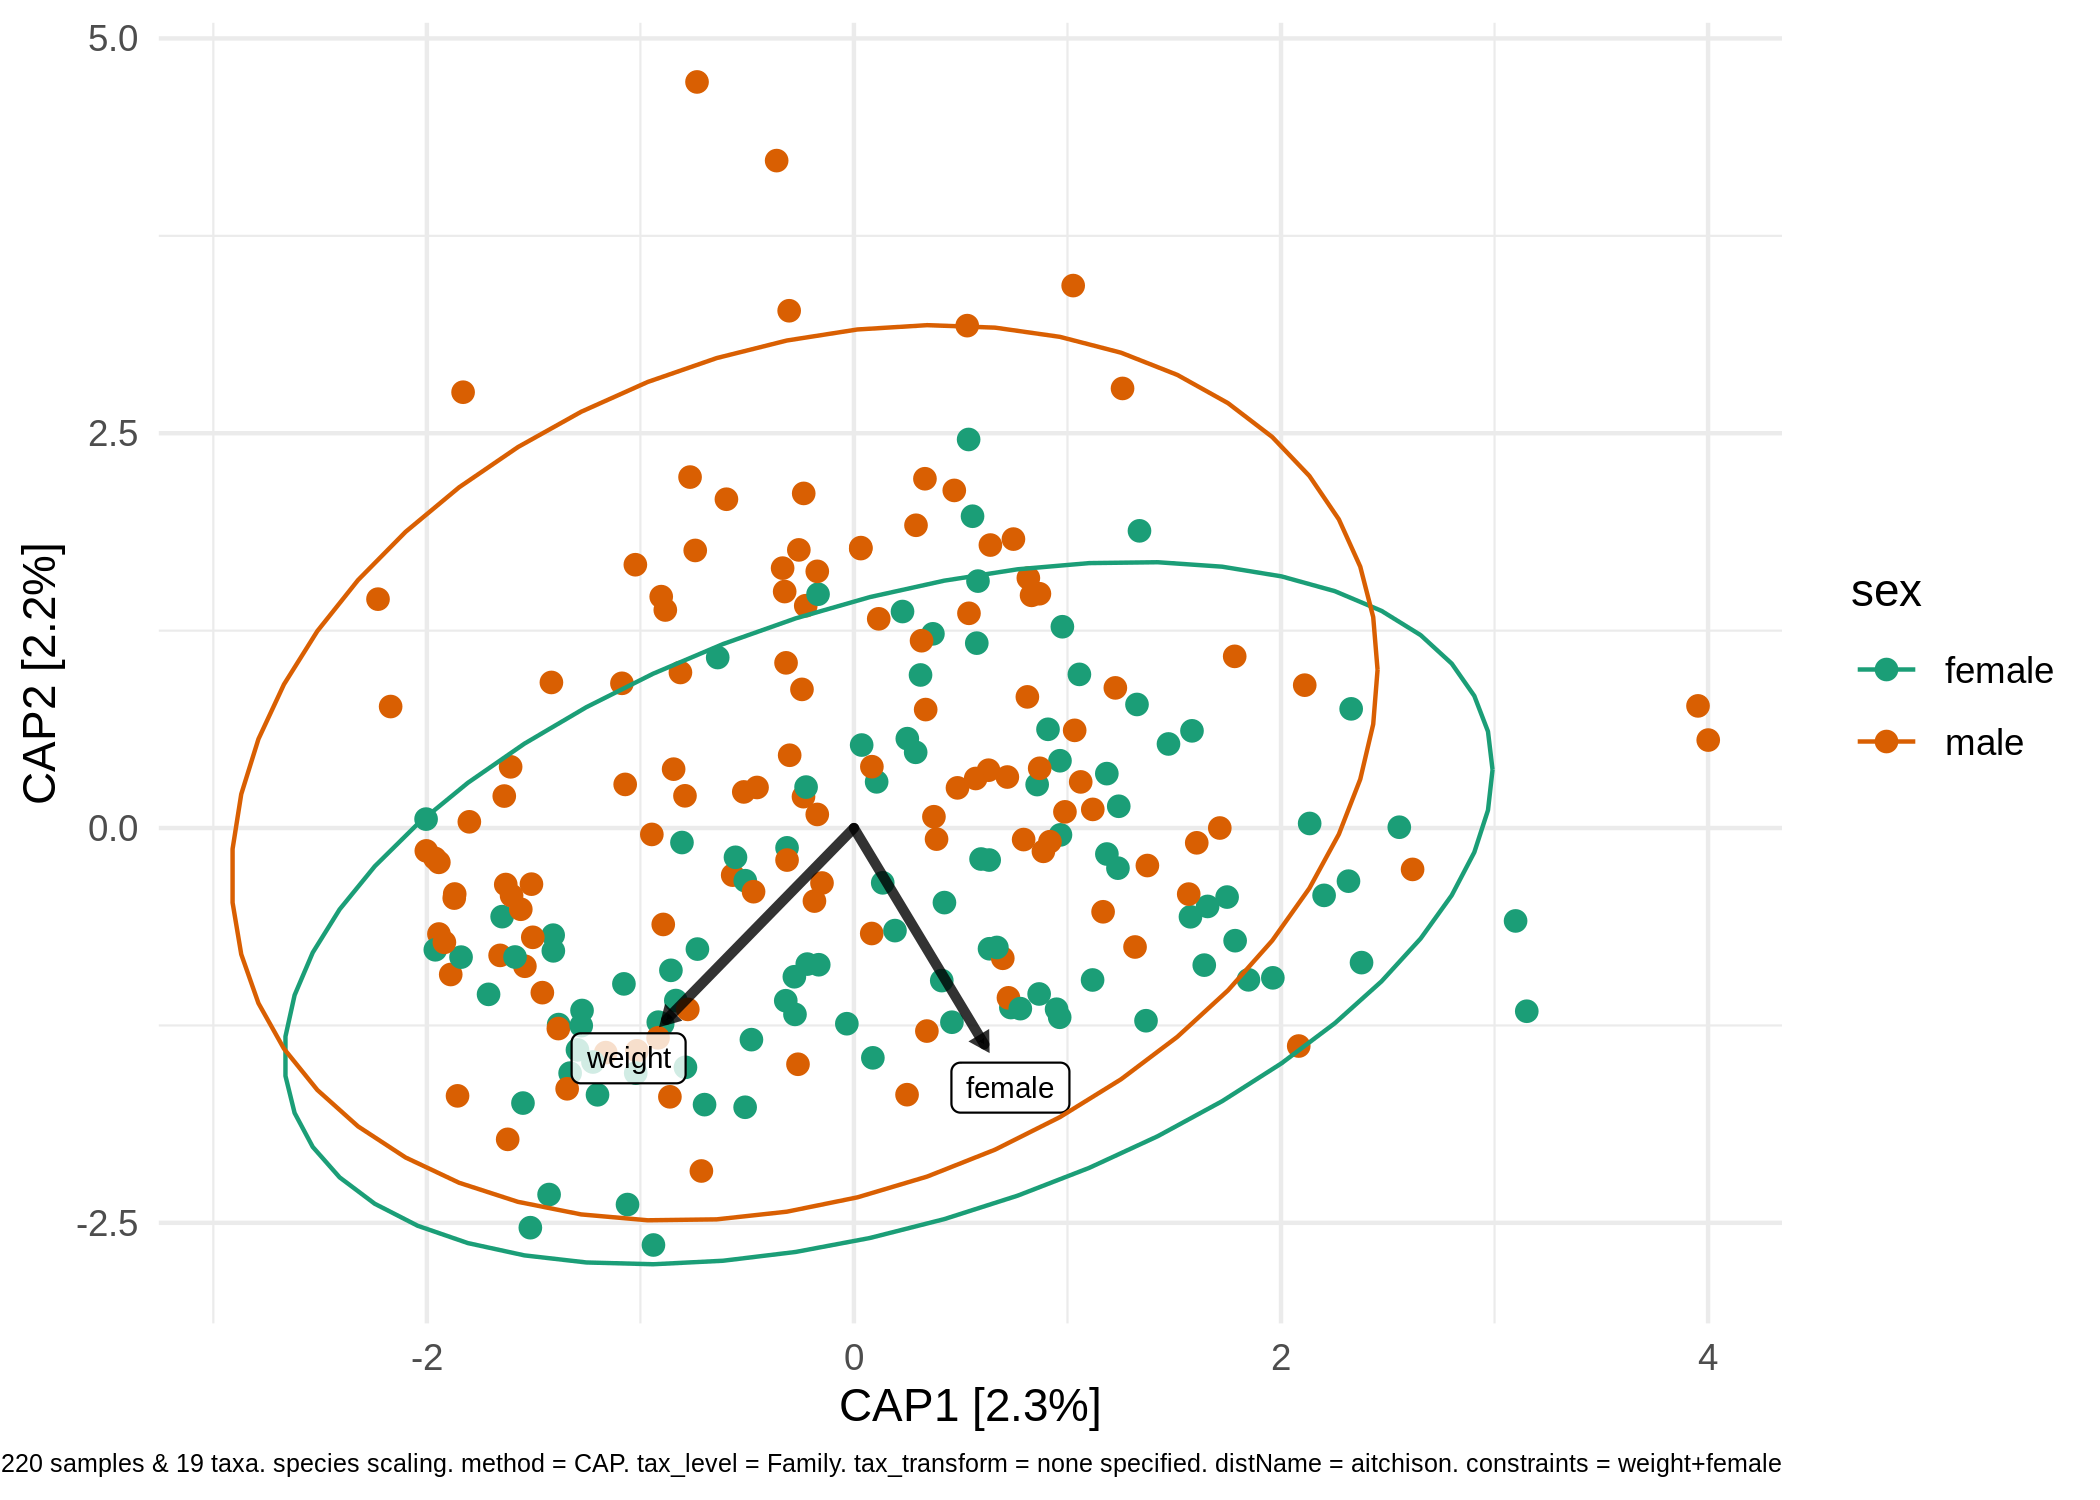 5.0
2.5
0.0
-2.5
CAP2 [2.2%]
weight
female
sex
female
male
-2
0
2
4
CAP1 [2.3%]
220 samples & 19 taxa. species scaling. method = CAP. tax_level = Family. tax_transform = none specified. distName = aitchison. constraints = weight+female